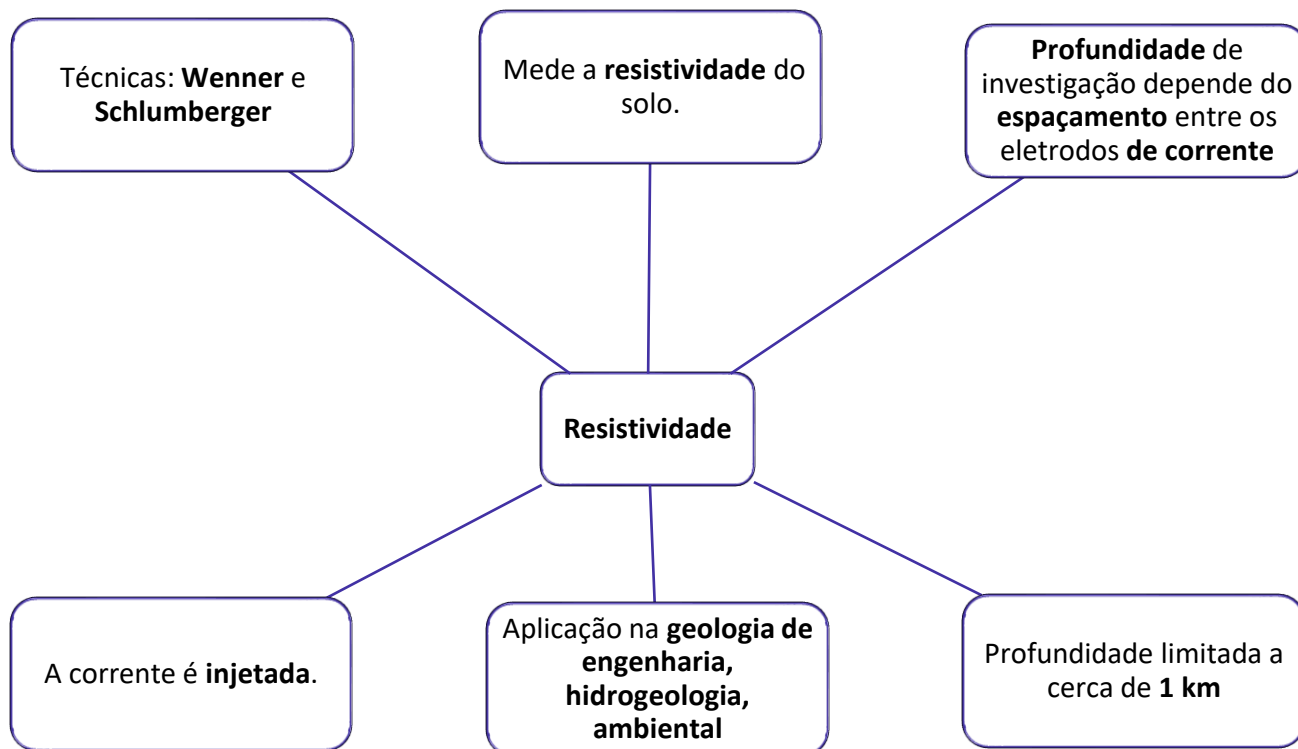 Técnicas: Wenner e
Schlumberger
Mede a resistividade do
solo.
Profundidade de
investigação depende do
espaçamento entre os
eletrodos de corrente
Resistividade
A corrente é injetada.
Aplicação na geologia de
engenharia,
hidrogeologia,
ambiental
Profundidade limitada a
cerca de 1 km